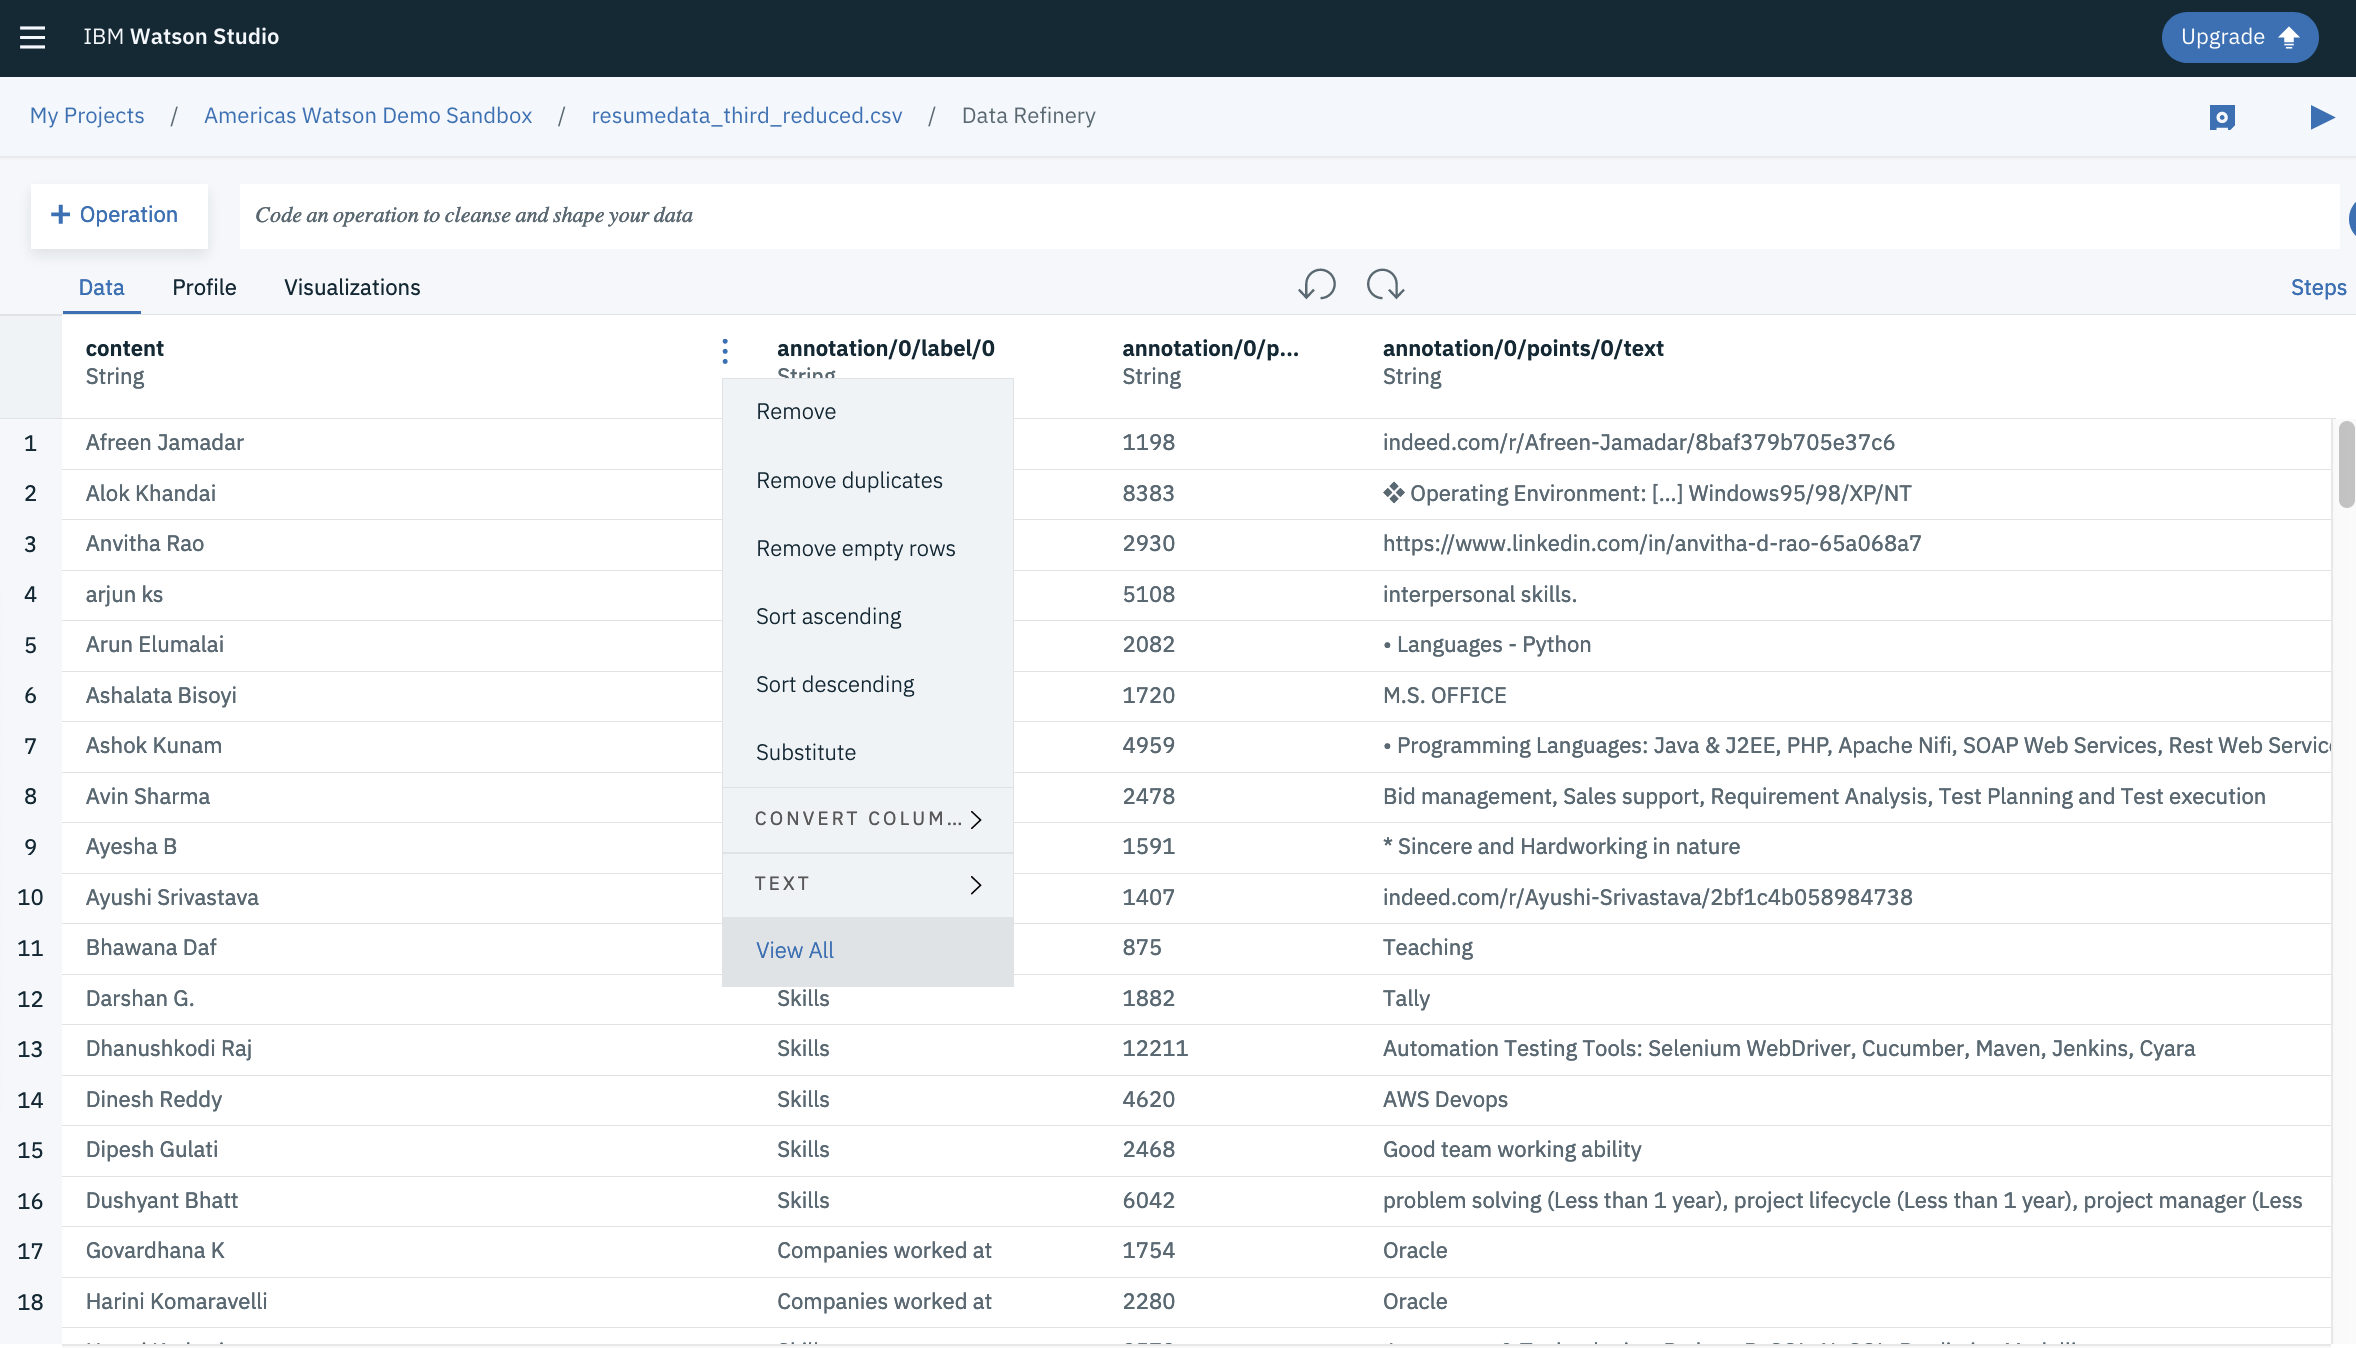 IBM Watson Studio
Upgrade
My Projects / Americas Watson Demo Sandbox / resumedata_third_reduced.csv / Data Refinery
+ Operation
Code an operation to cleanse and shape your data
Data Profile Visualizations Steps
content annotation/0/label/0 annotation/0/p... annotation/0/points/0/text
String String String String
Remove
Remove duplicates
Remove empty rows
Sort ascending
Sort descending
Substitute
CONVERT COLUM...
TEXT
View All
1 Afreen Jamadar 1198 indeed.com/r/Afreen-Jamadar/8baf379b705e37c6
2 Alok Khandai 8383 ❖ Operating Environment: [...] Windows95/98/XP/NT
3 Anvitha Rao 2930 https://www.linkedin.com/in/anvitha-d-rao-65a068a7
4 arjun ks 5108 interpersonal skills.
5 Arun Elumalai 2082 • Languages - Python
6 Ashalata Bisoyi 1720 M.S. OFFICE
7 Ashok Kunam 4959 • Programming Languages: Java & J2EE, PHP, Apache Nifi, SOAP Web Services, Rest Web Servic
8 Avin Sharma 2478 Bid management, Sales support, Requirement Analysis, Test Planning and Test execution
9 Ayesha B 1591 * Sincere and Hardworking in nature
10 Ayushi Srivastava 1407 indeed.com/r/Ayushi-Srivastava/2bf1c4b058984738
11 Bhawana Daf 875 Teaching
12 Darshan G. Skills 1882 Tally
13 Dhanushkodi Raj Skills 12211 Automation Testing Tools: Selenium WebDriver, Cucumber, Maven, Jenkins, Cyara
14 Dinesh Reddy Skills 4620 AWS Devops
15 Dipesh Gulati Skills 2468 Good team working ability
16 Dushyant Bhatt Skills 6042 problem solving (Less than 1 year), project lifecycle (Less than 1 year), project manager (Less
17 Govardhana K Companies worked at 1754 Oracle
18 Harini Komaravelli Companies worked at 2280 Oracle